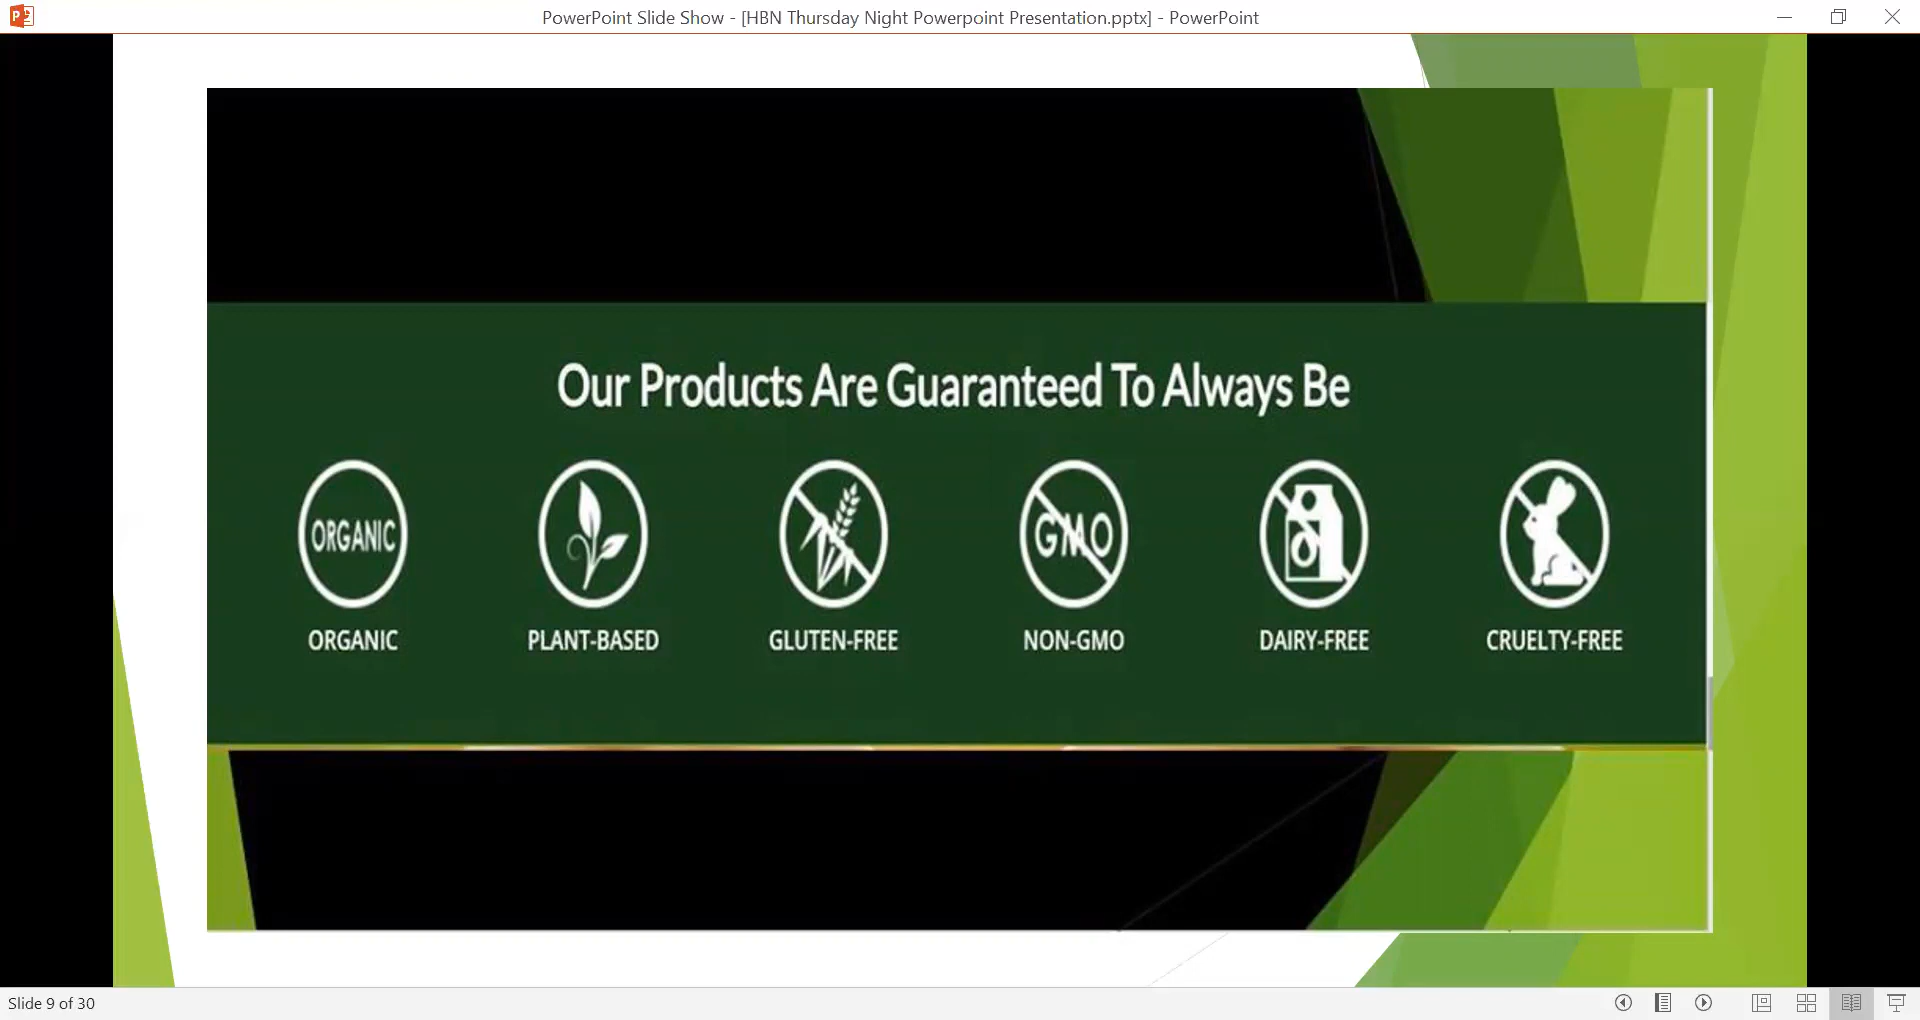 PowerPoint Slide Show - [HBN Thursday Night Powerpoint Presentation.pptx] - PowerPoint
Our Products Are Guaranteed To Always Be
ORGANIC GMO
ORGANIC PLANT-BASED GLUTEN-FREE NON-GMO DAIRY-FREE CRUELTY-FREE
Slide 9 of 30